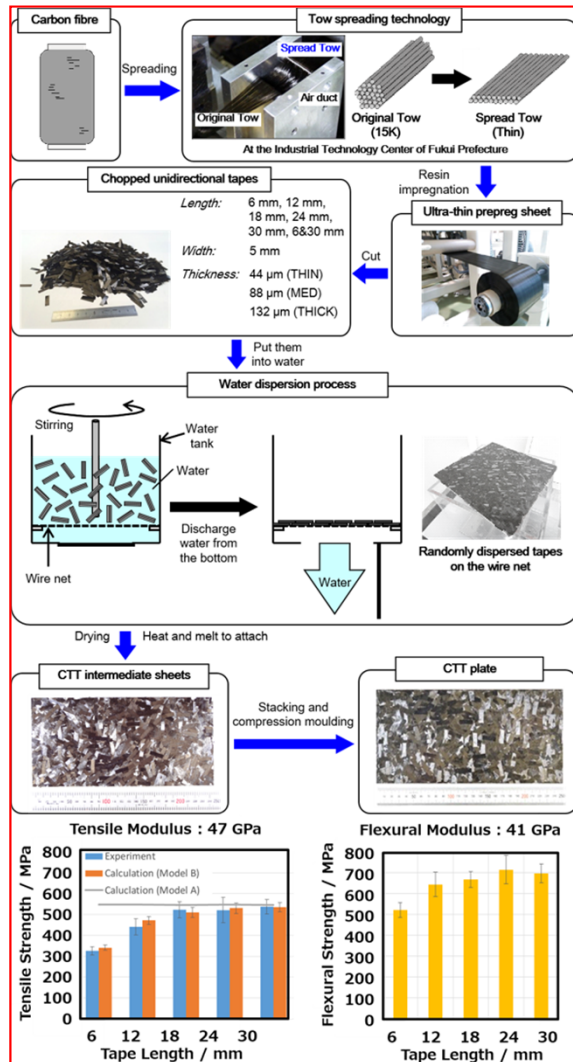 Carbon fibre
Spreading
Tow spreading technology
Spread Tow
Air duct
Original Tow
Original Tow
(15K)
Spread Tow
(Thin)
At the Industrial Technology Center of Fukui Prefecture
Resin
impregnation
Ultra-thin prepreg sheet
Cut
Chopped unidirectional tapes
Length: 6 mm, 12 mm,
18 mm, 24 mm,
30 mm, 6&30 mm
Width: 5 mm
Thickness: 44 μm (THIN)
88 μm (MED)
132 μm (THICK)
Put them
into water
Water dispersion process
Stirring
Water
tank
Water
Wire net
Discharge
water from
the bottom
Water
Randomly dispersed tapes
on the wire net
Drying
Heat and melt to attach
CTT intermediate sheets
Stacking and
compression moulding
CTT plate
Tensile Modulus : 47 GPa
Tensile Strength / MPa
800
700
600
500
400
300
200
100
0
Experiment
Calculation (Model B)
Caluclation (Model A)
6 12 18 24 30
Tape Length / mm
Flexural Modulus : 41 GPa
Flexural Strength / MPa
800
700
600
500
400
300
200
100
0
6 12 18 24 30
Tape Length / mm